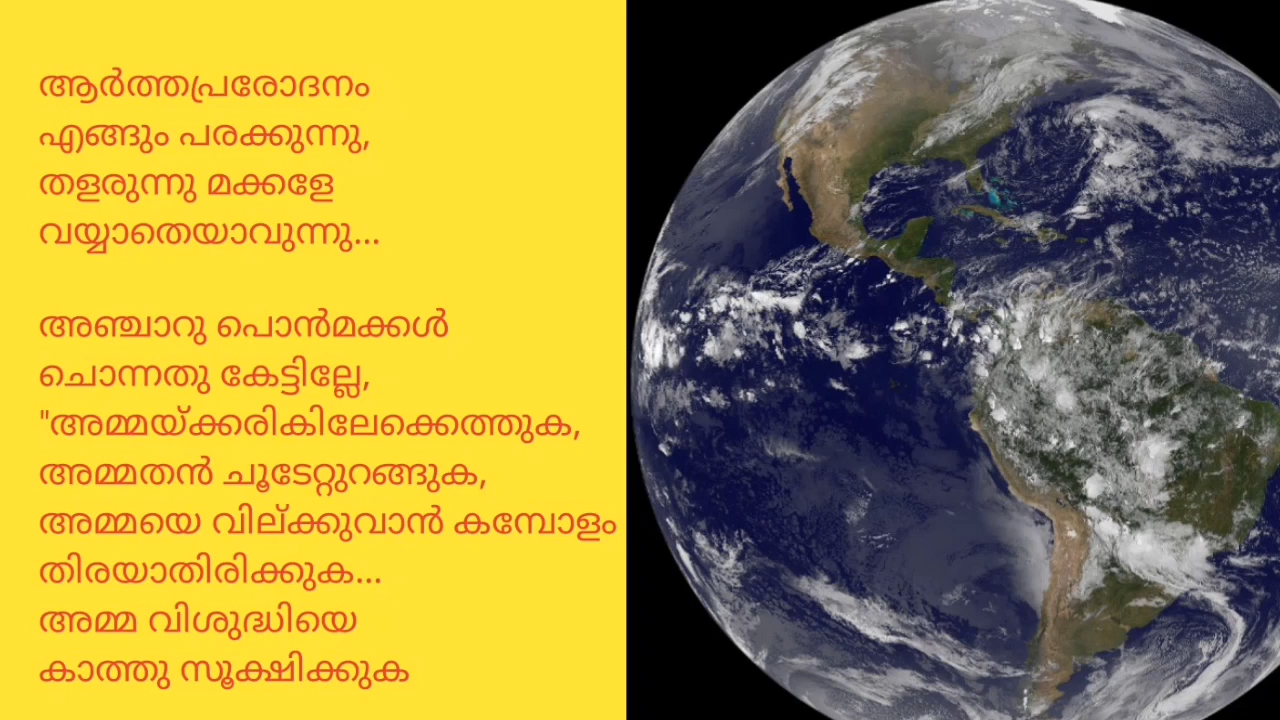 ആർത്തപ്രരോദനം
എങ്ങും പരക്കുന്നു,
തളരുന്നു മക്കളേ
വയ്യാതെയാവുന്നു...
അഞ്ചാറു പൊൻമക്കൾ
ചൊന്നതു കേട്ടില്ലേ,
"അമ്മയ്ക്കരികിലേക്കെത്തുക,
അമ്മതൻ ചൂടേറ്റുറങ്ങുക,
അമ്മയെ വില്ക്കുവാൻ കമ്പോളം
തിരയാതിരിക്കുക...
അമ്മ വിശുദ്ധിയെ
കാത്തു സൂക്ഷിക്കുക